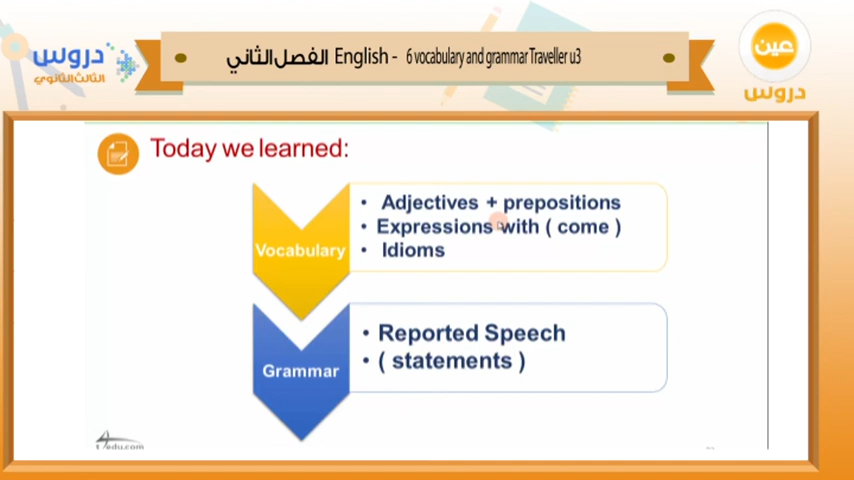 دروس
الثالث الثانوي
الفصل الثاني English - 6 vocabulary and grammar Traveller u3
عين
دروس
Today we learned:
Vocabulary
• Adjectives + prepositions
• Expressions with ( come )
• Idioms
Grammar
• Reported Speech
• ( statements )